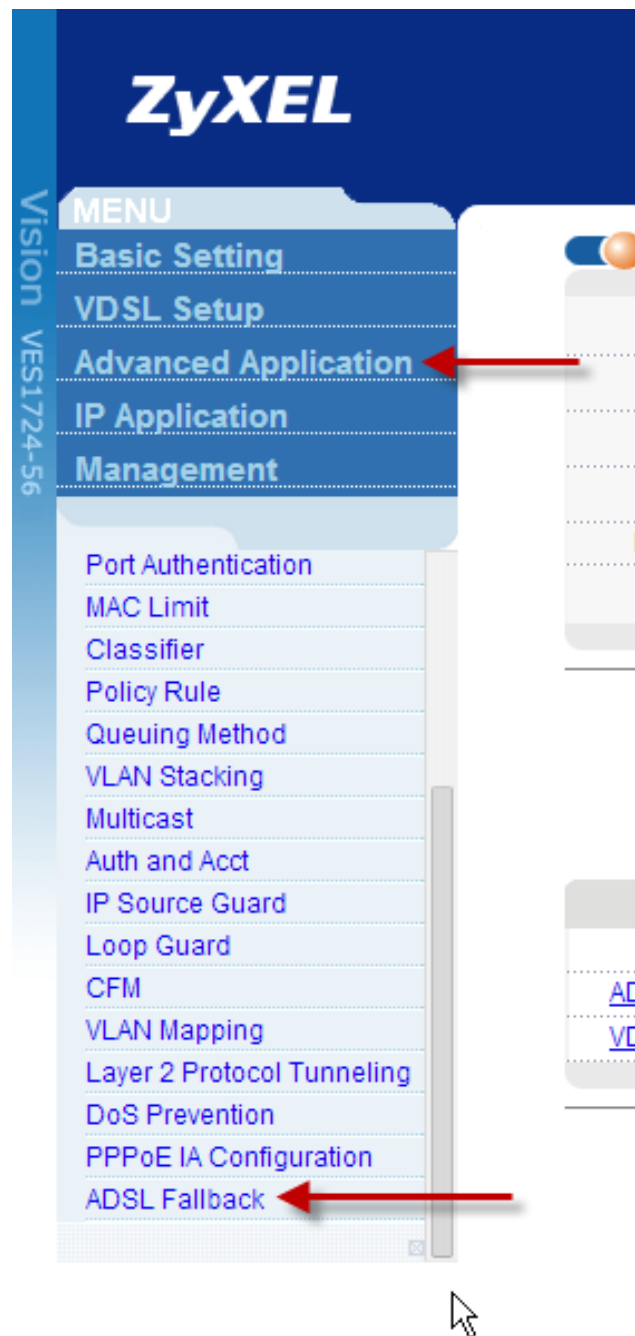 ZyXEL
Vision VES1724-56
MENU
Basic Setting
VDSL Setup
Advanced Application
IP Application
Management
Port Authentication
MAC Limit
Classifier
Policy Rule
Queuing Method
VLAN Stacking
Multicast
Auth and Acct
IP Source Guard
Loop Guard
CFM
VLAN Mapping
Layer 2 Protocol Tunneling
DoS Prevention
PPPoE IA Configuration
ADSL Fallback